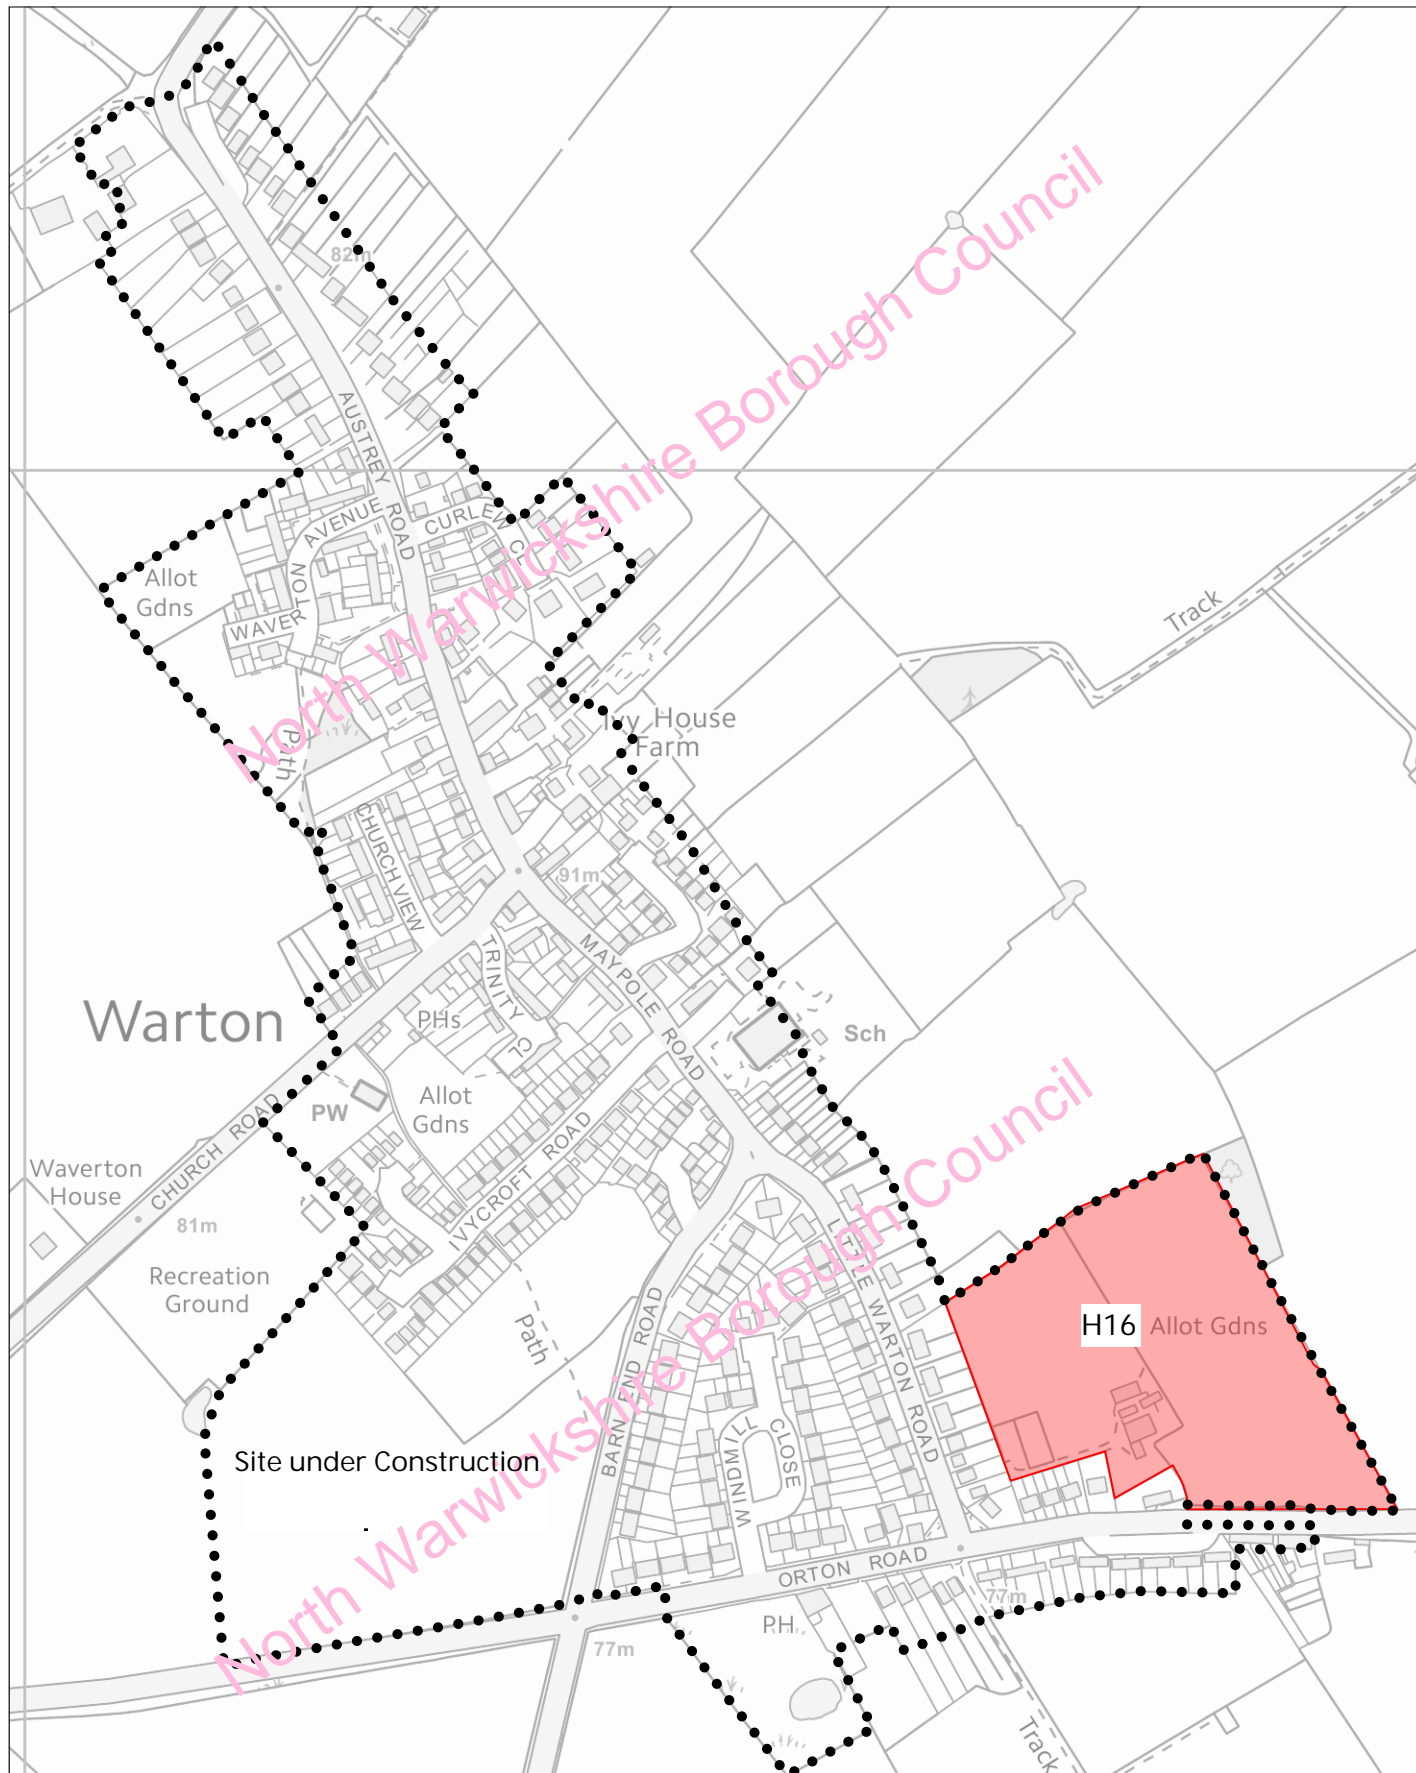 North Warwickshire Borough Council
82m
AUSTREY ROAD
AVENUE
CURLEW CL
Allot
Gdns
WAVERTON
Track
Path
Ivy House
Farm
CHURCH VIEW
91m
TRINITY
CL
MAYPOLE ROAD
Warton
PHs
Sch
Allot
Gdns
PW
CHURCH ROAD
IVYCROFT ROAD
Waverton
House
81m
Recreation
Ground
Path
North Warwickshire Borough Council
LITTLE WARTON ROAD
BARN END ROAD
H16
Allot Gdns
WINDMILL
CLOSE
Site under Construction
ORTON ROAD
77m
PH
77m
Track